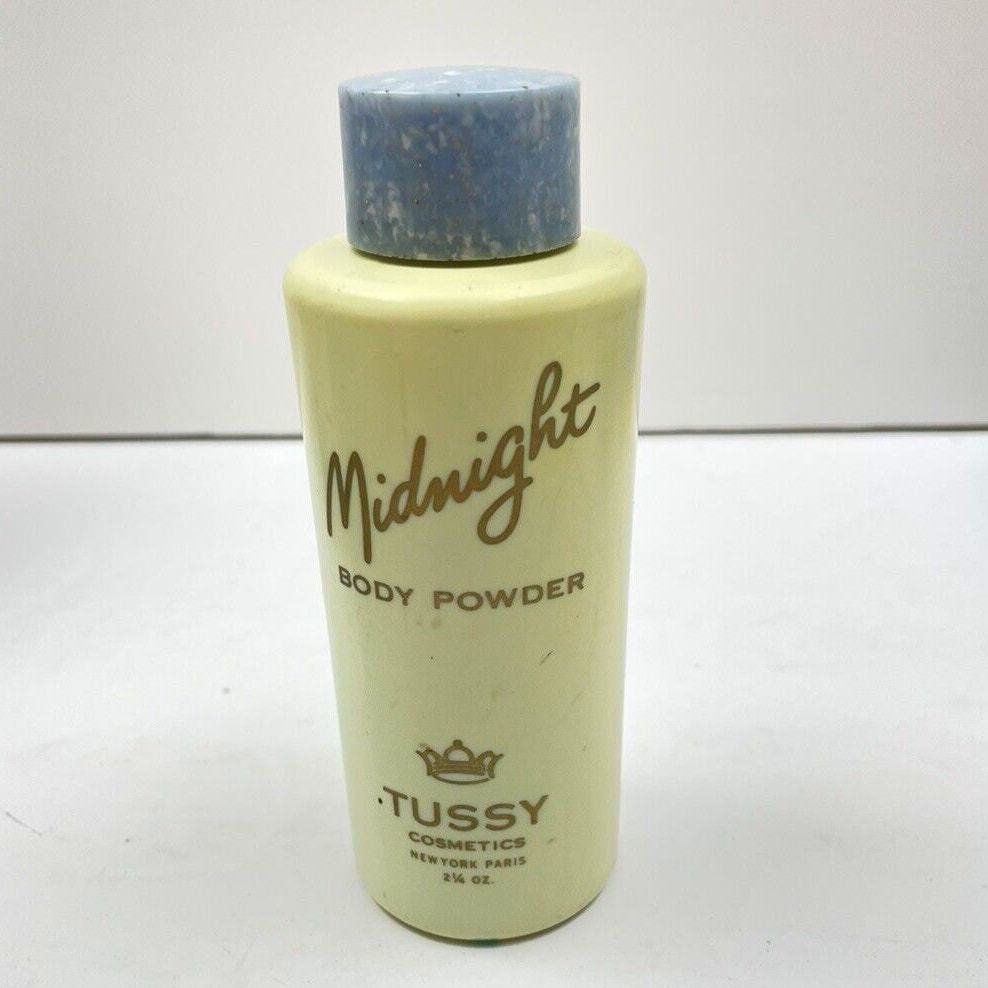 Midnight
BODY POWDER
TUSSY
COSMETICS
NEW YORK PARIS
2¼ OZ.